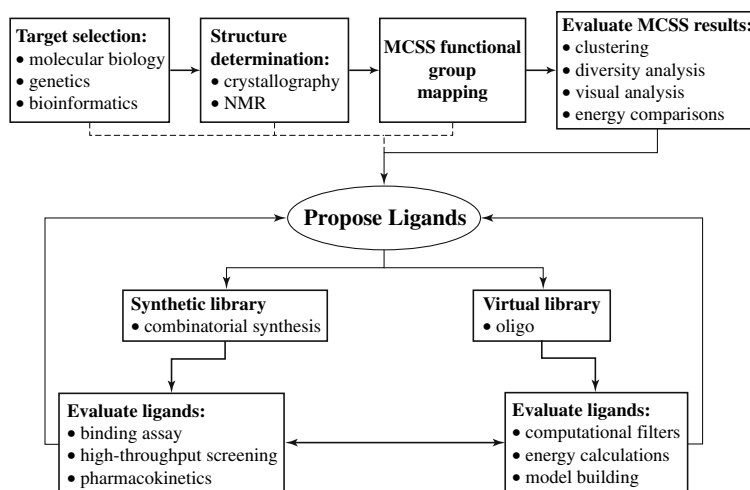 Target selection:
• molecular biology
• genetics
• bioinformatics
Structure
determination:
• crystallography
• NMR
MCSS functional
group
mapping
Evaluate MCSS results:
• clustering
• diversity analysis
• visual analysis
• energy comparisons
Propose Ligands
Synthetic library
• combinatorial synthesis
Virtual library
• oligo
Evaluate ligands:
• binding assay
• high-throughput screening
• pharmacokinetics
Evaluate ligands:
• computational filters
• energy calculations
• model building